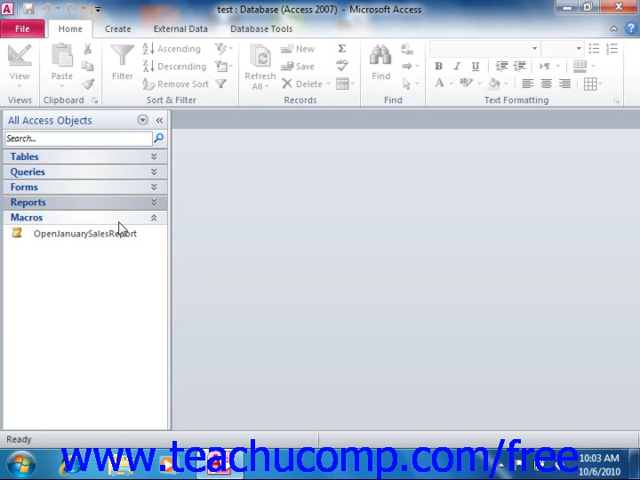 test : Database (Access 2007) - Microsoft Access
File Home Create External Data Database Tools
View
Views
Paste
Clipboard
Filter
Ascending
Descending
Remove Sort
Sort & Filter
Refresh All
New
Save
Delete
Records
Find
Find
B I U
A
Text Formatting
All Access Objects
Search...
Tables
Queries
Forms
Reports
Macros
OpenJanuarySalesReport
Ready
www.teachucomp.com/free
10:03 AM
10/6/2010